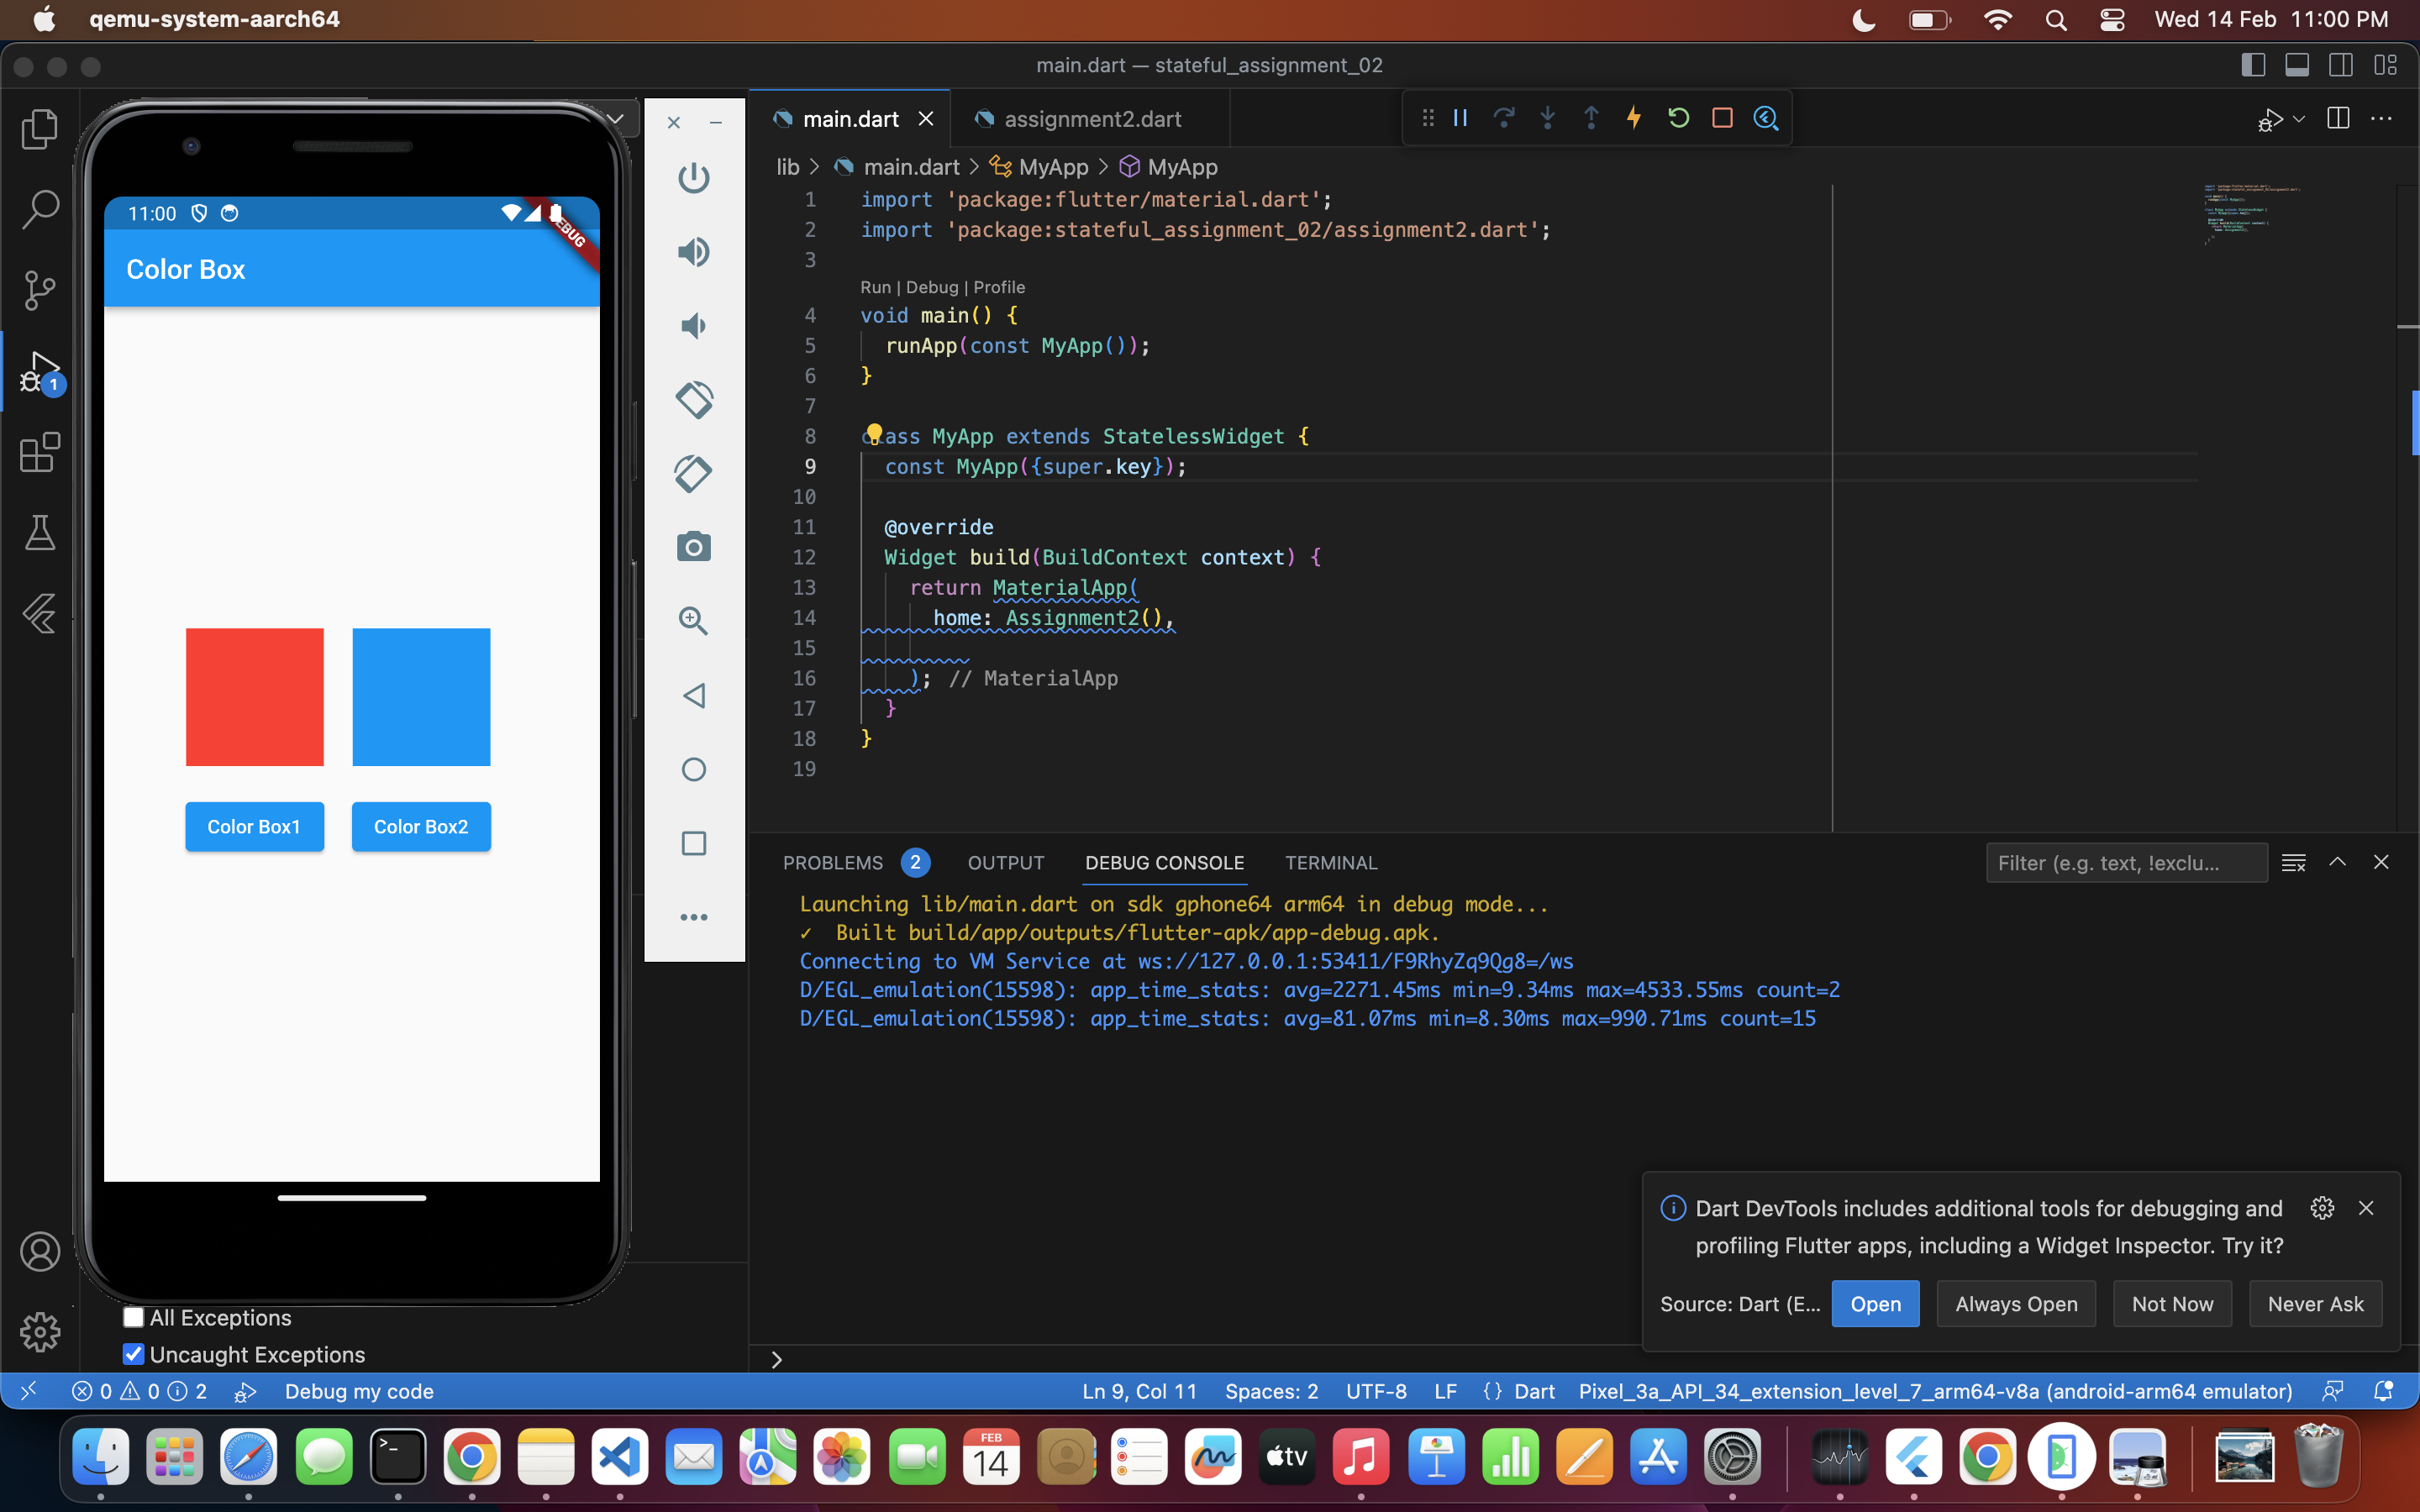 qemu-system-aarch64
Wed 14 Feb 11:00 PM
main.dart — stateful_assignment_02
11:00
DEBUG
Color Box
Color Box1
Color Box2
main.dart
assignment2.dart
lib > main.dart > MyApp > MyApp
1 import 'package:flutter/material.dart';
2 import 'package:stateful_assignment_02/assignment2.dart';
3
Run | Debug | Profile
4 void main() {
5 runApp(const MyApp());
6 }
7
8 class MyApp extends StatelessWidget {
9 const MyApp({super.key});
10
11 @override
12 Widget build(BuildContext context) {
13 return MaterialApp(
14 home: Assignment2(),
15
16 ); // MaterialApp
17 }
18 }
19
PROBLEMS 2 OUTPUT DEBUG CONSOLE TERMINAL
Filter (e.g. text, !exclu...
Launching lib/main.dart on sdk gphone64 arm64 in debug mode...
✓ Built build/app/outputs/flutter-apk/app-debug.apk.
Connecting to VM Service at ws://127.0.0.1:53411/F9RhyZq9Qg8=/ws
D/EGL_emulation(15598): app_time_stats: avg=2271.45ms min=9.34ms max=4533.55ms count=2
D/EGL_emulation(15598): app_time_stats: avg=81.07ms min=8.30ms max=990.71ms count=15
Dart DevTools includes additional tools for debugging and
profiling Flutter apps, including a Widget Inspector. Try it?
Source: Dart (E... Open Always Open Not Now Never Ask
1
All Exceptions
Uncaught Exceptions
0 0 2 Debug my code
Ln 9, Col 11 Spaces: 2 UTF-8 LF {} Dart Pixel_3a_API_34_extension_level_7_arm64-v8a (android-arm64 emulator)
FEB
14
tv